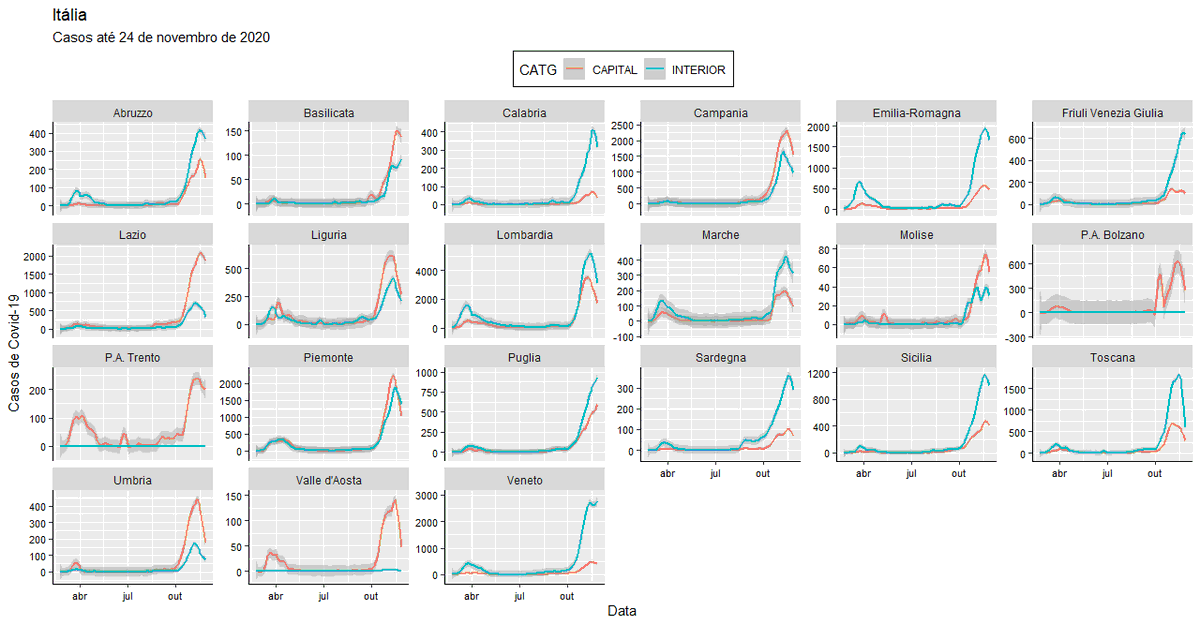 Itália
Casos até 24 de novembro de 2020
CATG CAPITAL INTERIOR
Abruzzo Basilicata Calabria Campania Emilia-Romagna Friuli Venezia Giulia
400 300 200 100 0
150 100 50 0
400 300 200 100 0
2500 2000 1500 1000 500 0
2000 1500 1000 500 0
600 400 200 0
Lazio Liguria Lombardia Marche Molise P.A. Bolzano
2000 1500 1000 500 0
500 250 0
4000 2000 0
400 300 200 100 0 -100
80 60 40 20 0
600 300 0 -300
P.A. Trento Piemonte Puglia Sardegna Sicilia Toscana
200 100 0
2000 1500 1000 500 0
1000 750 500 250 0
300 200 100 0
1200 800 400 0
1500 1000 500 0
abr jul out abr jul out abr jul out
Umbria Valle d'Aosta Veneto
400 300 200 100 0
150 100 50 0
3000 2000 1000 0
abr jul out abr jul out abr jul out
Casos de Covid-19
Data